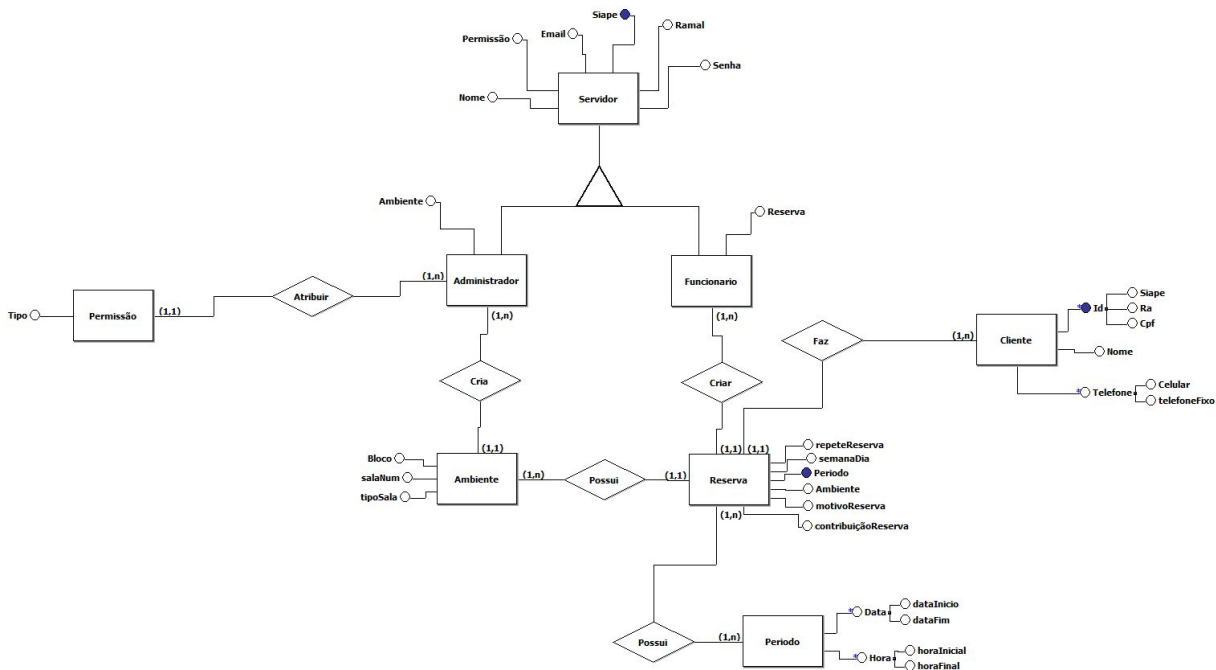 Siape
Email
Ramal
Permissão
Senha
Nome
Servidor
Ambiente
Reserva
Administrador
Funcionario
(1,n)
Atribuir
Permissão
(1,1)
Tipo
(1,n)
(1,n)
Siape
Id
Ra
Cpf
Faz
(1,n)
Cliente
Nome
Cria
Criar
Telefone
Celular
telefoneFixo
(1,1)
(1,1)
(1,1)
Bloco
salaNum
tipoSala
Ambiente
(1,n)
Possui
(1,1)
Reserva
repeteReserva
semanaDia
Periodo
Ambiente
motivoReserva
contribuiçãoReserva
(1,n)
Possui
(1,n)
Periodo
Data
dataInicio
dataFim
Hora
horaInicial
horaFinal